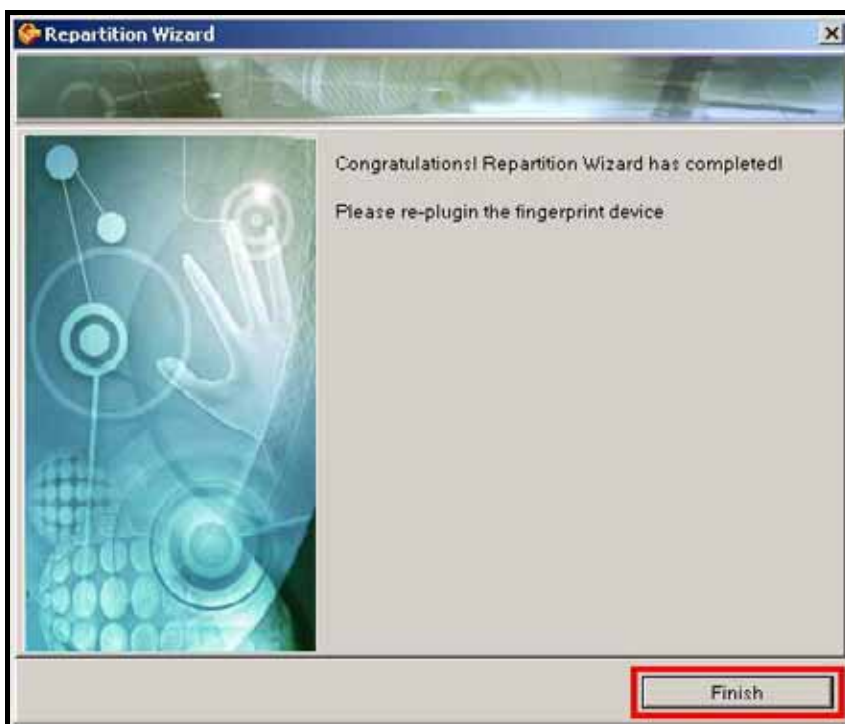 Repartition Wizard
Congratulations! Repartition Wizard has completed!
Please re-plugin the fingerprint device
Finish